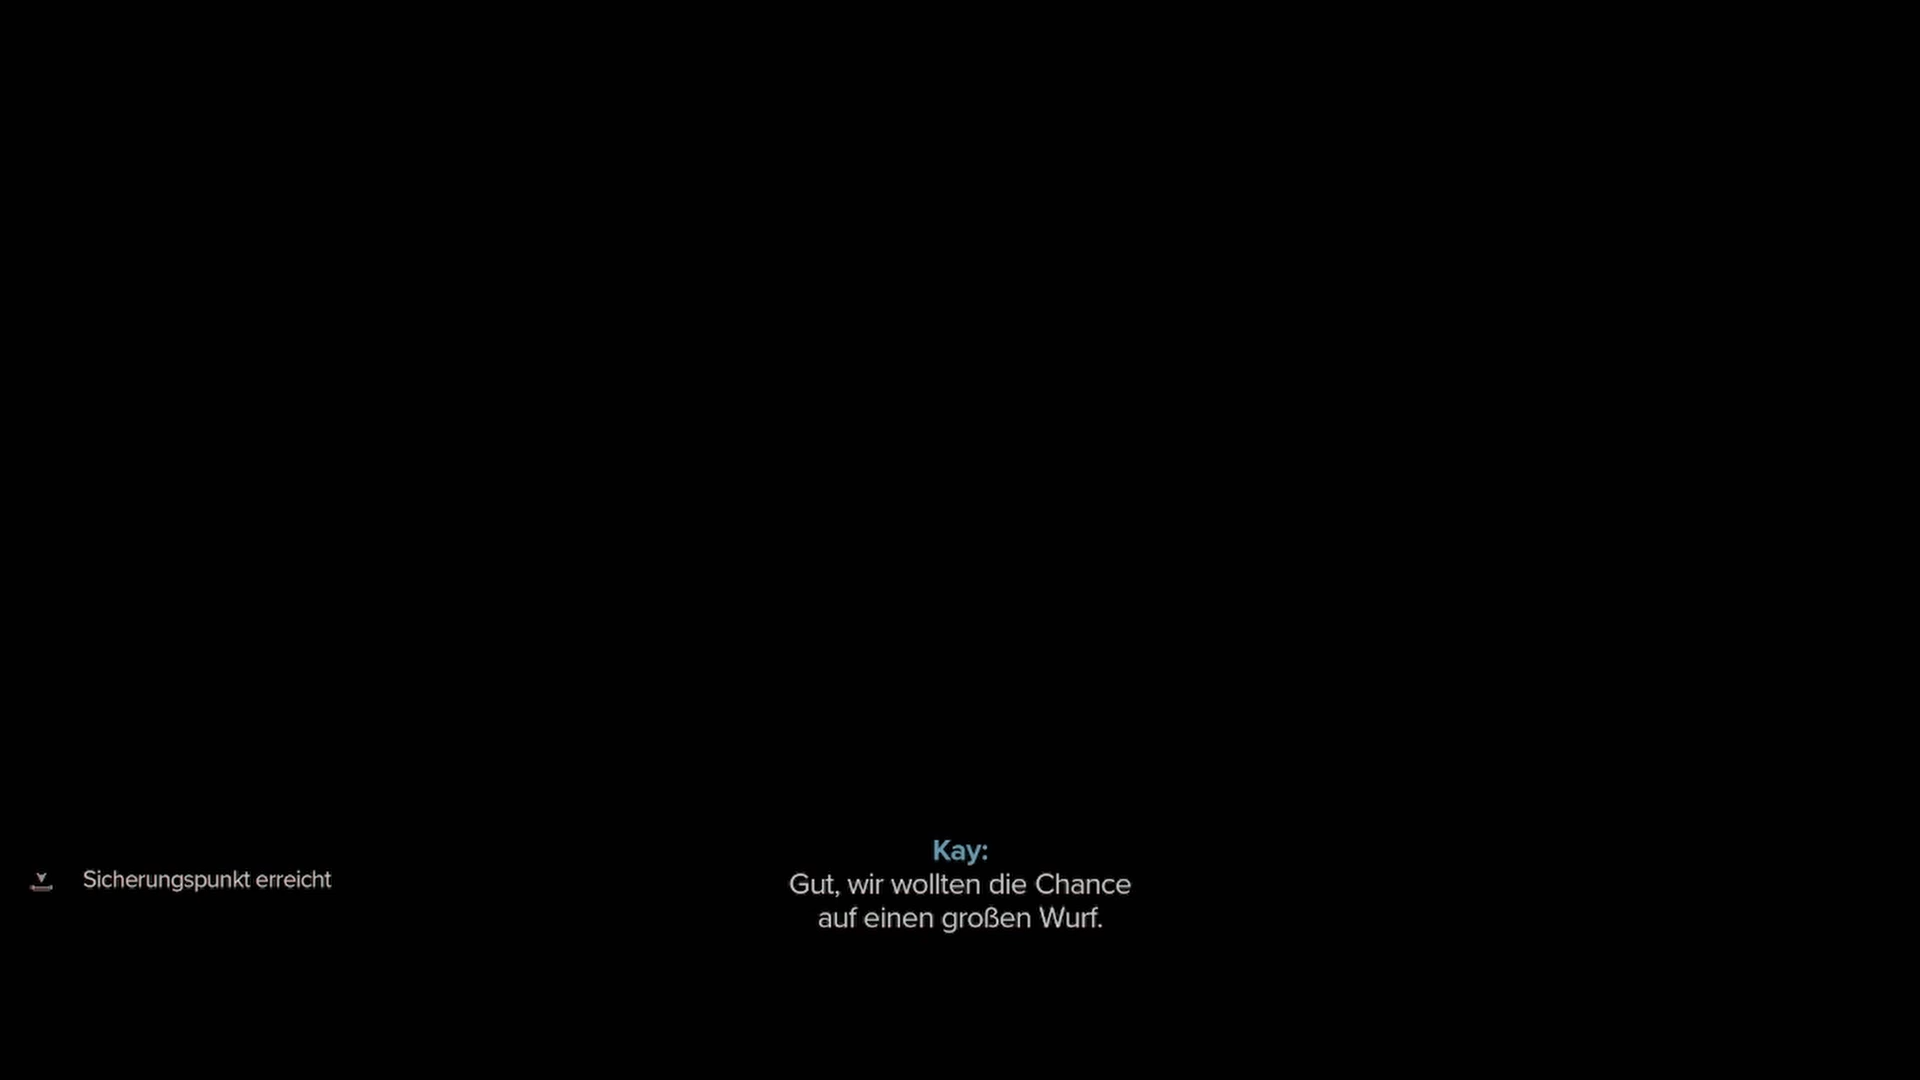 Kay:
Gut, wir wollten die Chance
auf einen großen Wurf.
Sicherungspunkt erreicht